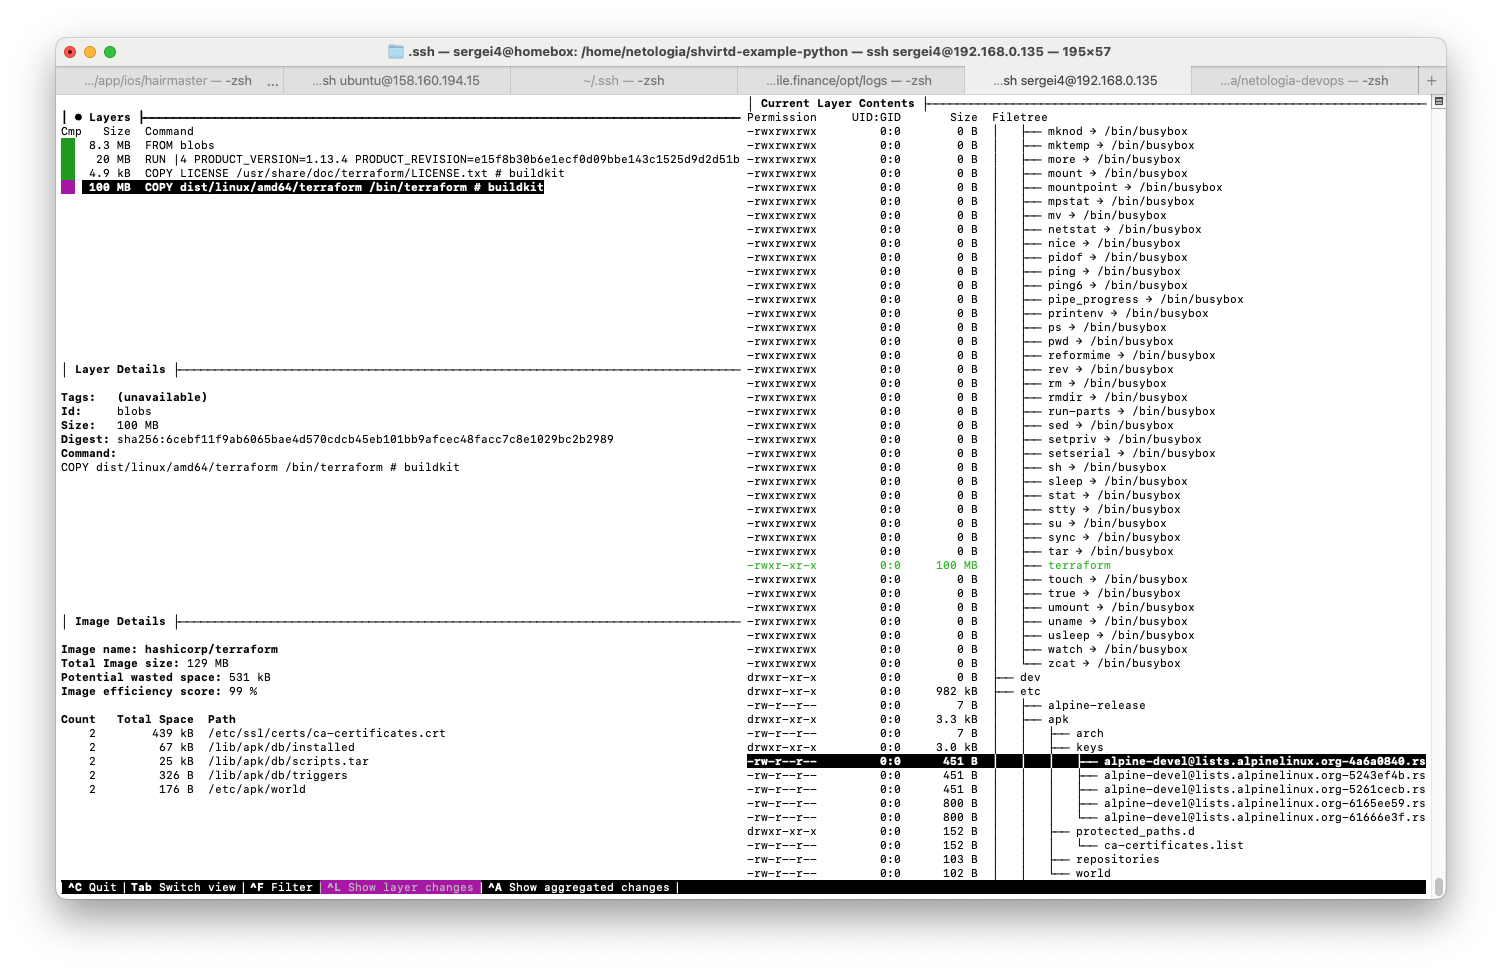 .ssh — sergei4@homebox: /home/netologia/shvirtd-example-python — ssh sergei4@192.168.0.135 — 195×57
.../app/ios/hairmaster — -zsh ... ...sh ubuntu@158.160.194.15 ~/.ssh — -zsh ...ile.finance/opt/logs — -zsh ...sh sergei4@192.168.0.135 ...a/netologia-devops — -zsh +
│ ● Layers ├
Cmp Size Command
8.3 MB FROM blobs
20 MB RUN |4 PRODUCT_VERSION=1.13.4 PRODUCT_REVISION=e15f8b30b6e1ecf0d09bbe143c1525d9d2d51b
4.9 kB COPY LICENSE /usr/share/doc/terraform/LICENSE.txt # buildkit
100 MB COPY dist/linux/amd64/terraform /bin/terraform # buildkit
│ Layer Details ├
Tags: (unavailable)
Id: blobs
Size: 100 MB
Digest: sha256:6cebf11f9ab6065bae4d570cdcb45eb101bb9afcec48facc7c8e1029bc2b2989
Command:
COPY dist/linux/amd64/terraform /bin/terraform # buildkit
│ Image Details ├
Image name: hashicorp/terraform
Total Image size: 129 MB
Potential wasted space: 531 kB
Image efficiency score: 99 %
Count Total Space Path
2 439 kB /etc/ssl/certs/ca-certificates.crt
2 67 kB /lib/apk/db/installed
2 25 kB /lib/apk/db/scripts.tar
2 326 B /lib/apk/db/triggers
2 176 B /etc/apk/world
│ Current Layer Contents ├
Permission UID:GID Size Filetree
-rwxrwxrwx 0:0 0 B │ ├── mknod → /bin/busybox
-rwxrwxrwx 0:0 0 B │ ├── mktemp → /bin/busybox
-rwxrwxrwx 0:0 0 B │ ├── more → /bin/busybox
-rwxrwxrwx 0:0 0 B │ ├── mount → /bin/busybox
-rwxrwxrwx 0:0 0 B │ ├── mountpoint → /bin/busybox
-rwxrwxrwx 0:0 0 B │ ├── mpstat → /bin/busybox
-rwxrwxrwx 0:0 0 B │ ├── mv → /bin/busybox
-rwxrwxrwx 0:0 0 B │ ├── netstat → /bin/busybox
-rwxrwxrwx 0:0 0 B │ ├── nice → /bin/busybox
-rwxrwxrwx 0:0 0 B │ ├── pidof → /bin/busybox
-rwxrwxrwx 0:0 0 B │ ├── ping → /bin/busybox
-rwxrwxrwx 0:0 0 B │ ├── ping6 → /bin/busybox
-rwxrwxrwx 0:0 0 B │ ├── pipe_progress → /bin/busybox
-rwxrwxrwx 0:0 0 B │ ├── printenv → /bin/busybox
-rwxrwxrwx 0:0 0 B │ ├── ps → /bin/busybox
-rwxrwxrwx 0:0 0 B │ ├── pwd → /bin/busybox
-rwxrwxrwx 0:0 0 B │ ├── reformime → /bin/busybox
-rwxrwxrwx 0:0 0 B │ ├── rev → /bin/busybox
-rwxrwxrwx 0:0 0 B │ ├── rm → /bin/busybox
-rwxrwxrwx 0:0 0 B │ ├── rmdir → /bin/busybox
-rwxrwxrwx 0:0 0 B │ ├── run-parts → /bin/busybox
-rwxrwxrwx 0:0 0 B │ ├── sed → /bin/busybox
-rwxrwxrwx 0:0 0 B │ ├── setpriv → /bin/busybox
-rwxrwxrwx 0:0 0 B │ ├── setserial → /bin/busybox
-rwxrwxrwx 0:0 0 B │ ├── sh → /bin/busybox
-rwxrwxrwx 0:0 0 B │ ├── sleep → /bin/busybox
-rwxrwxrwx 0:0 0 B │ ├── stat → /bin/busybox
-rwxrwxrwx 0:0 0 B │ ├── stty → /bin/busybox
-rwxrwxrwx 0:0 0 B │ ├── su → /bin/busybox
-rwxrwxrwx 0:0 0 B │ ├── sync → /bin/busybox
-rwxrwxrwx 0:0 0 B │ ├── tar → /bin/busybox
-rwxr-xr-x 0:0 100 MB │ ├── terraform
-rwxrwxrwx 0:0 0 B │ ├── touch → /bin/busybox
-rwxrwxrwx 0:0 0 B │ ├── true → /bin/busybox
-rwxrwxrwx 0:0 0 B │ ├── umount → /bin/busybox
-rwxrwxrwx 0:0 0 B │ ├── uname → /bin/busybox
-rwxrwxrwx 0:0 0 B │ ├── usleep → /bin/busybox
-rwxrwxrwx 0:0 0 B │ ├── watch → /bin/busybox
-rwxrwxrwx 0:0 0 B │ └── zcat → /bin/busybox
drwxr-xr-x 0:0 0 B ├── dev
drwxr-xr-x 0:0 982 kB ├── etc
-rw-r--r-- 0:0 7 B │ ├── alpine-release
drwxr-xr-x 0:0 3.3 kB │ ├── apk
-rw-r--r-- 0:0 7 B │ │ ├── arch
drwxr-xr-x 0:0 3.0 kB │ │ ├── keys
-rw-r--r-- 0:0 451 B │ │ │ ├── alpine-devel@lists.alpinelinux.org-4a6a0840.rs
-rw-r--r-- 0:0 451 B │ │ │ ├── alpine-devel@lists.alpinelinux.org-5243ef4b.rs
-rw-r--r-- 0:0 451 B │ │ │ ├── alpine-devel@lists.alpinelinux.org-5261cecb.rs
-rw-r--r-- 0:0 800 B │ │ │ ├── alpine-devel@lists.alpinelinux.org-6165ee59.rs
-rw-r--r-- 0:0 800 B │ │ │ └── alpine-devel@lists.alpinelinux.org-61666e3f.rs
drwxr-xr-x 0:0 152 B │ │ ├── protected_paths.d
-rw-r--r-- 0:0 152 B │ │ │ └── ca-certificates.list
-rw-r--r-- 0:0 103 B │ │ ├── repositories
-rw-r--r-- 0:0 102 B │ │ └── world
^C Quit | Tab Switch view | ^F Filter | ^L Show layer changes | ^A Show aggregated changes |